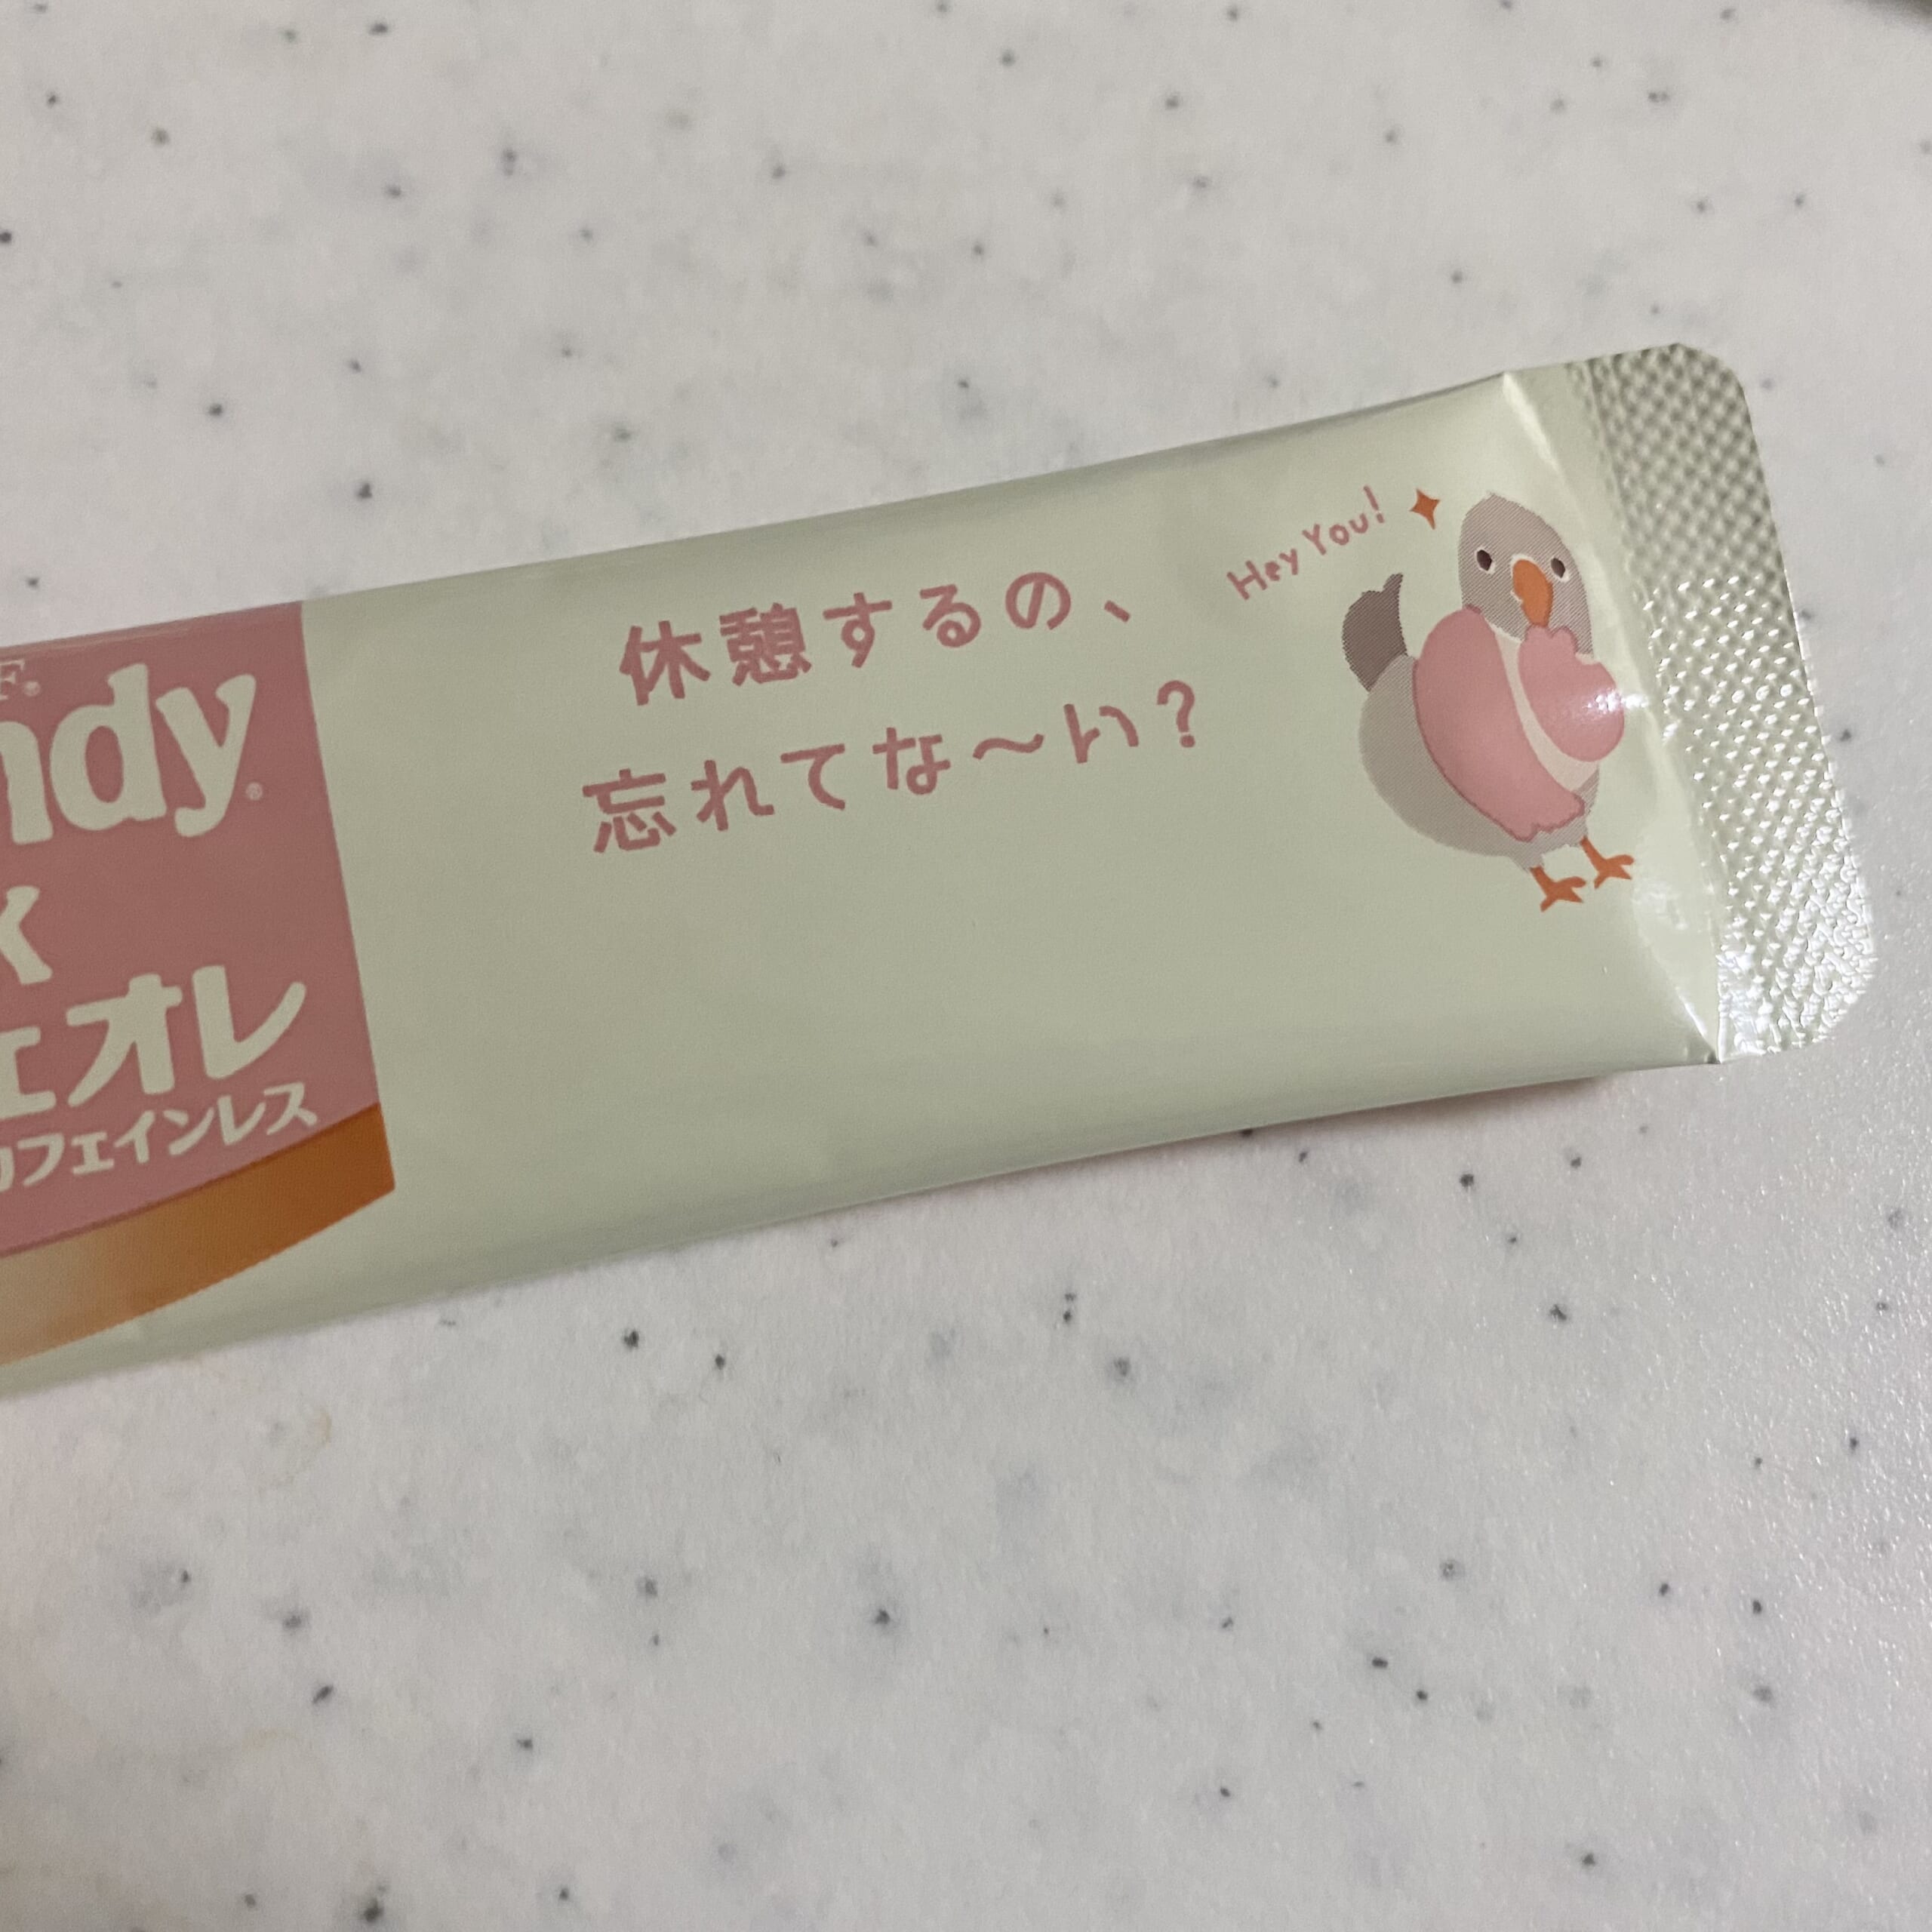 Hey You!
休憩するの、
忘れてな〜い?
ndy®
オレ
カフェインレス